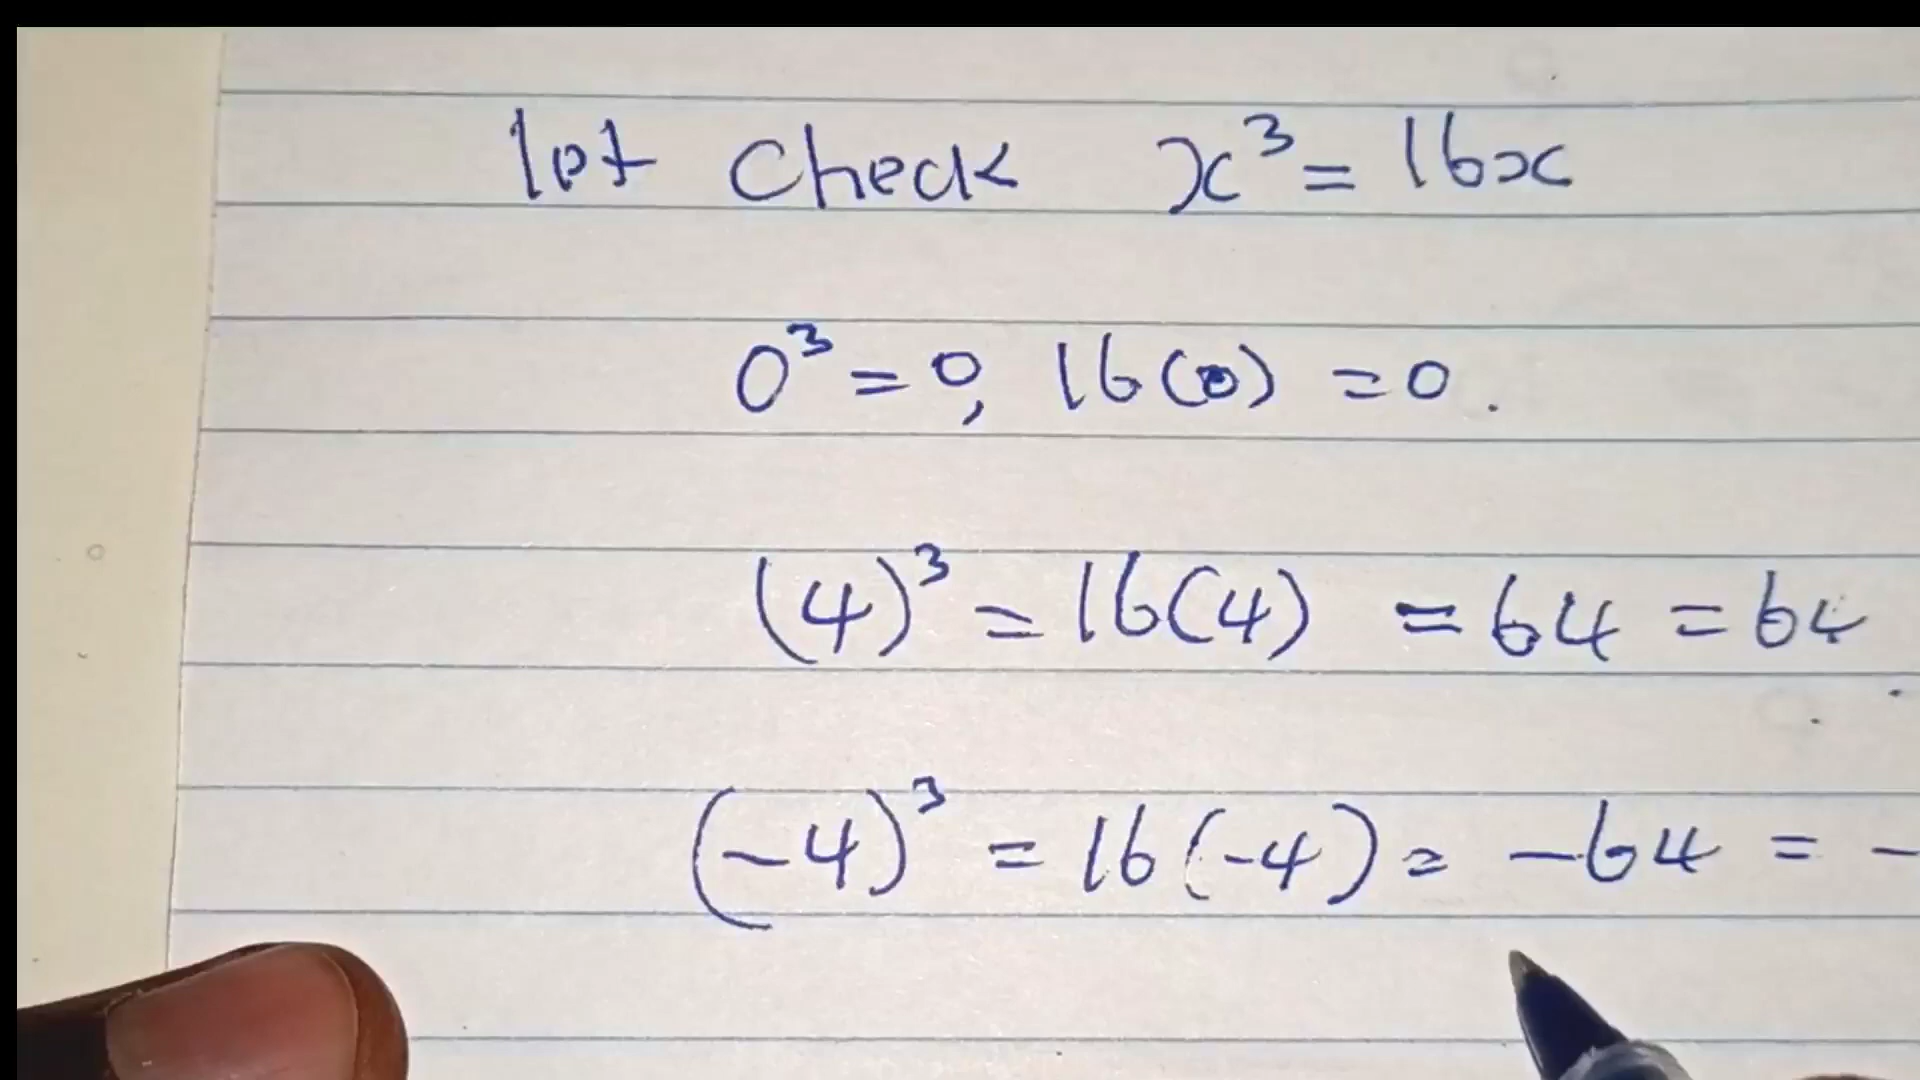 let check x³ = 16x
0³ = 0, 16(0) = 0.
(4)³ = 16(4) = 64 = 64
(-4)³ = 16(-4) = -64 = -